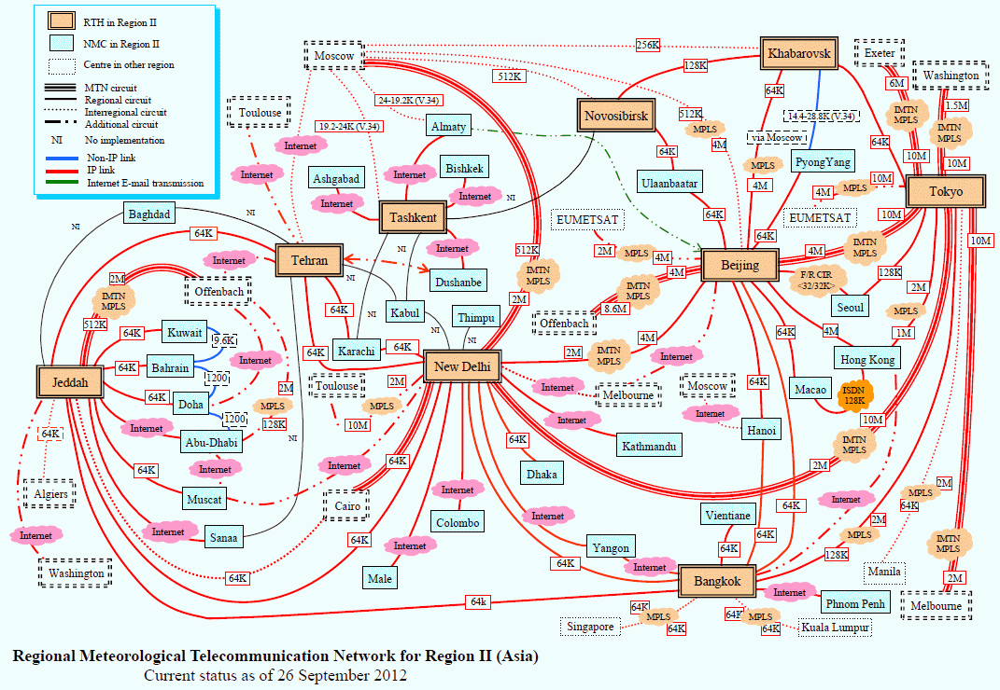 RTH in Region II
NMC in Region II
Centre in other region
MTN circuit
Regional circuit
Interregional circuit
Additional circuit
NI No implementation
Non-IP link
IP link
Internet E-mail transmission
Moscow
256K
Khabarovsk
Exeter
Washington
128K
512K
64K
6M
1.5M
Toulouse
24-19.2K (V.34)
Novosibirsk
512K
14.4-28.8K (V.34)
IMTN
MPLS
IMTN
MPLS
19.2-24K (V.34)
Almaty
MPLS
4M
via Moscow
64K
Internet
64K
PyongYang
10M
10M
Internet
Ashgabad
Internet
Bishkek
Ulaanbaatar
MPLS
4M
4M
MPLS
10M
Tokyo
Internet
Internet
NI
Baghdad
NI
NI
Tashkent
EUMETSAT
64K
EUMETSAT
10M
64K
64K
10M
Internet
Tehran
NI
Internet
512K
2M
MPLS
4M
Beijing
4M
IMTN
MPLS
Internet
NI
Dushanbe
IMTN
MPLS
4M
F/R CIR
<32/32K>
128K
2M
IMTN
MPLS
Offenbach
2M
IMTN
MPLS
8.6M
Seoul
2M
512K
64K
NI
Kabul
Thimpu
Offenbach
MPLS
64K
Kuwait
9.6K
NI
NI
4M
64K
4M
1M
64K
Bahrain
Internet
64K
Karachi
64K
New Delhi
2M
IMTN
MPLS
Internet
Hong Kong
Jeddah
1200
2M
Toulouse
2M
Internet
Melbourne
Moscow
64K
Macao
ISDN
128K
64K
Doha
1200
MPLS
128K
MPLS
10M
Internet
Internet
10M
Internet
Abu-Dhabi
NI
64K
Kathmandu
Hanoi
IMTN
MPLS
64K
Internet
64K
Internet
64K
Dhaka
2M
Algiers
Muscat
Cairo
Internet
64K
Internet
MPLS
2M
64K
Internet
Internet
Sanaa
Colombo
Internet
Vientiane
2M
MPLS
64K
64K
Internet
Yangon
64K
128K
IMTN
MPLS
Washington
64K
Male
64K
Internet
Bangkok
Manila
2M
64k
Internet
Phnom Penh
Melbourne
64K
MPLS
64K
64K
MPLS
64K
Singapore
Kuala Lumpur
Regional Meteorological Telecommunication Network for Region II (Asia)
Current status as of 26 September 2012